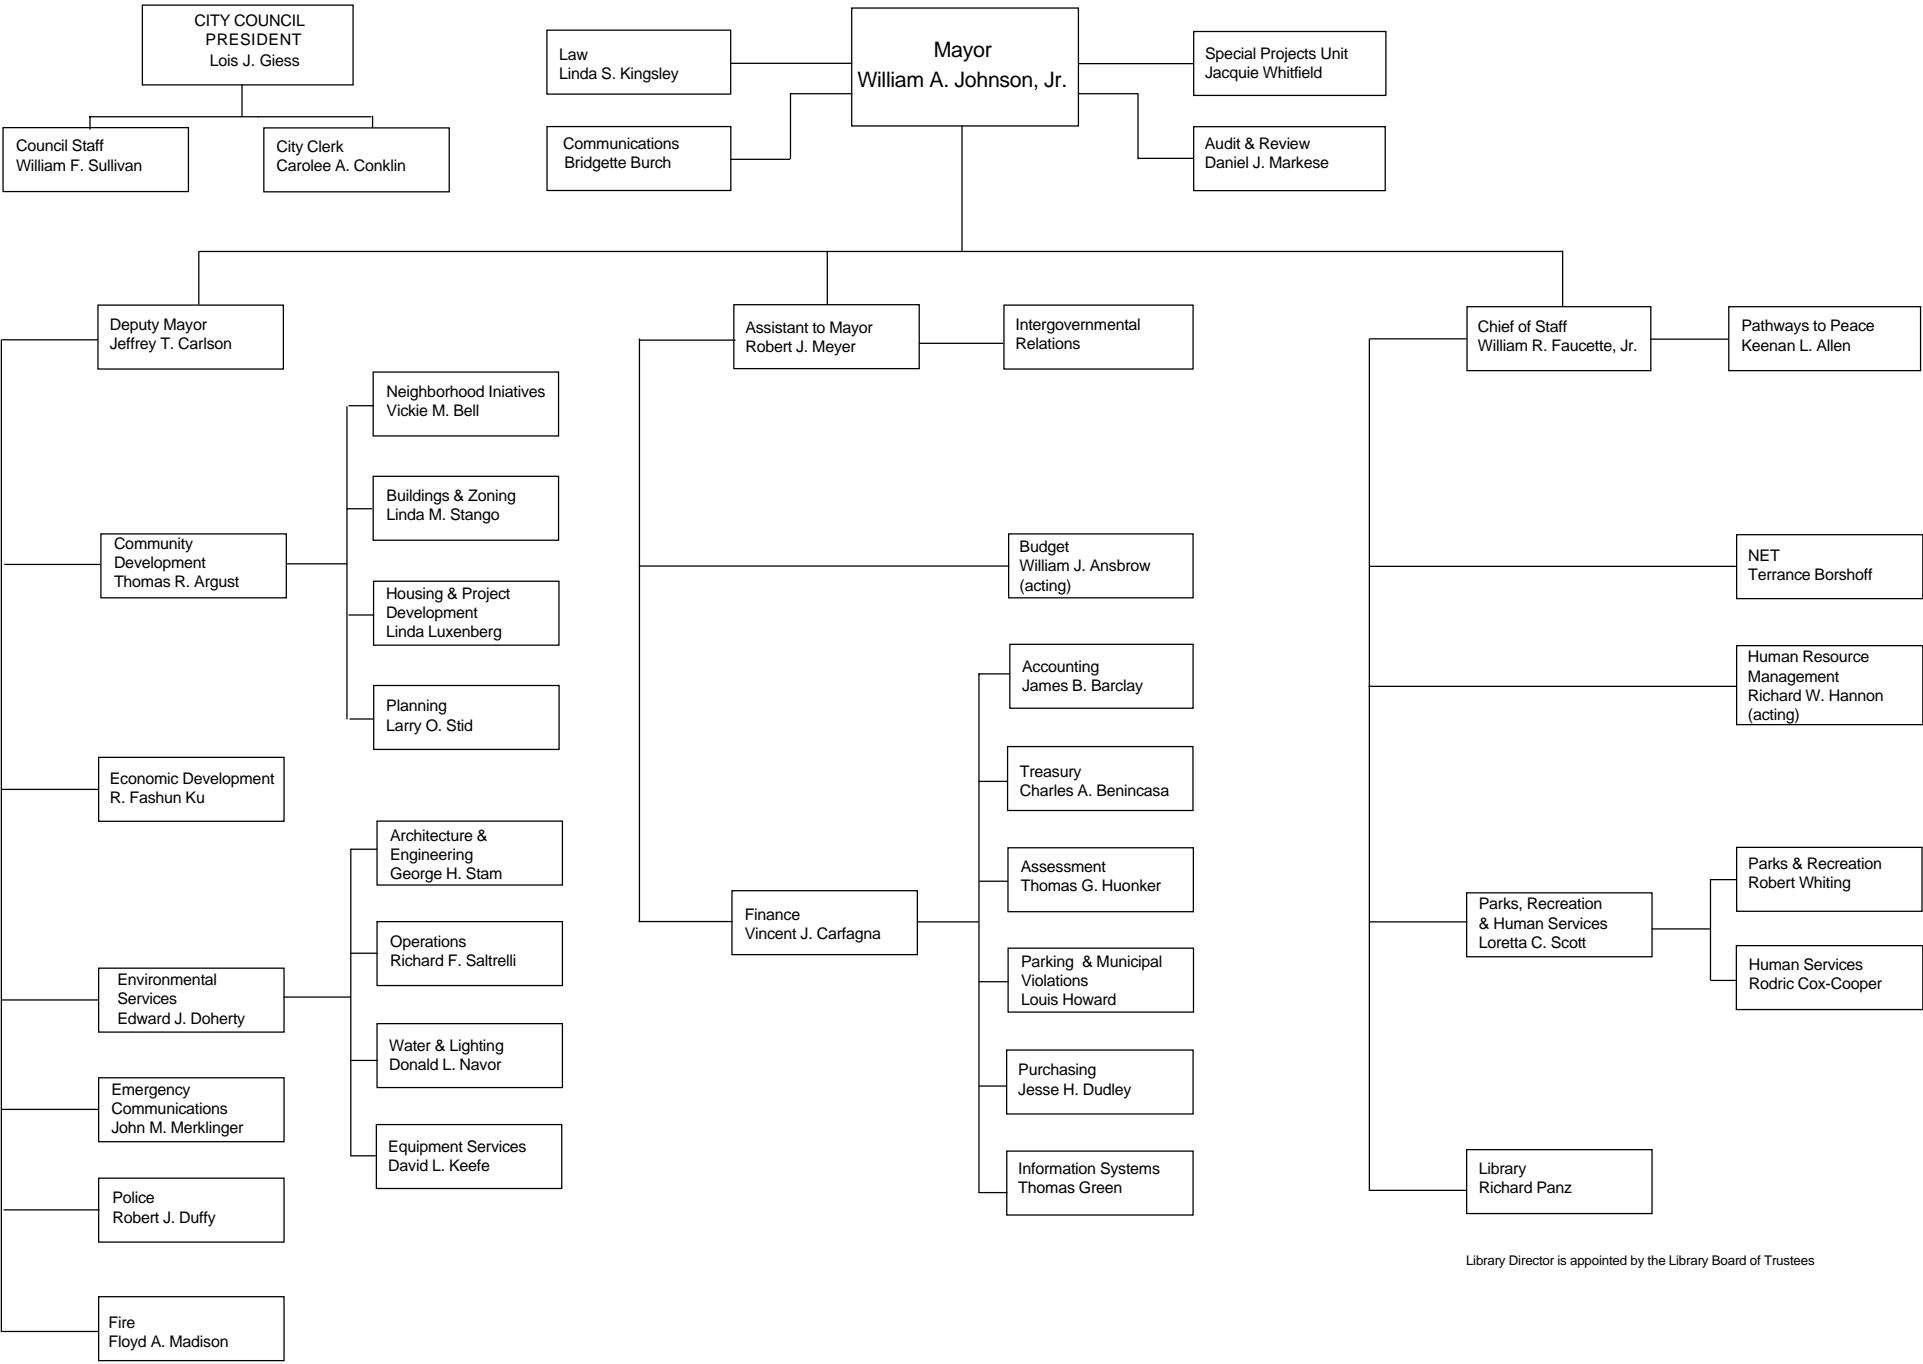 CITY COUNCIL
PRESIDENT
Lois J. Giess
Council Staff
William F. Sullivan
City Clerk
Carolee A. Conklin
Law
Linda S. Kingsley
Communications
Bridgette Burch
Mayor
William A. Johnson, Jr.
Special Projects Unit
Jacquie Whitfield
Audit & Review
Daniel J. Markese
Deputy Mayor
Jeffrey T. Carlson
Community
Development
Thomas R. Argust
Neighborhood Iniatives
Vickie M. Bell
Buildings & Zoning
Linda M. Stango
Housing & Project
Development
Linda Luxenberg
Planning
Larry O. Stid
Economic Development
R. Fashun Ku
Environmental
Services
Edward J. Doherty
Architecture &
Engineering
George H. Stam
Operations
Richard F. Saltrelli
Water & Lighting
Donald L. Navor
Equipment Services
David L. Keefe
Emergency
Communications
John M. Merklinger
Police
Robert J. Duffy
Fire
Floyd A. Madison
Assistant to Mayor
Robert J. Meyer
Intergovernmental
Relations
Budget
William J. Ansbrow
(acting)
Finance
Vincent J. Carfagna
Accounting
James B. Barclay
Treasury
Charles A. Benincasa
Assessment
Thomas G. Huonker
Parking & Municipal
Violations
Louis Howard
Purchasing
Jesse H. Dudley
Information Systems
Thomas Green
Chief of Staff
William R. Faucette, Jr.
Pathways to Peace
Keenan L. Allen
NET
Terrance Borshoff
Human Resource
Management
Richard W. Hannon
(acting)
Parks, Recreation
& Human Services
Loretta C. Scott
Parks & Recreation
Robert Whiting
Human Services
Rodric Cox-Cooper
Library
Richard Panz
Library Director is appointed by the Library Board of Trustees